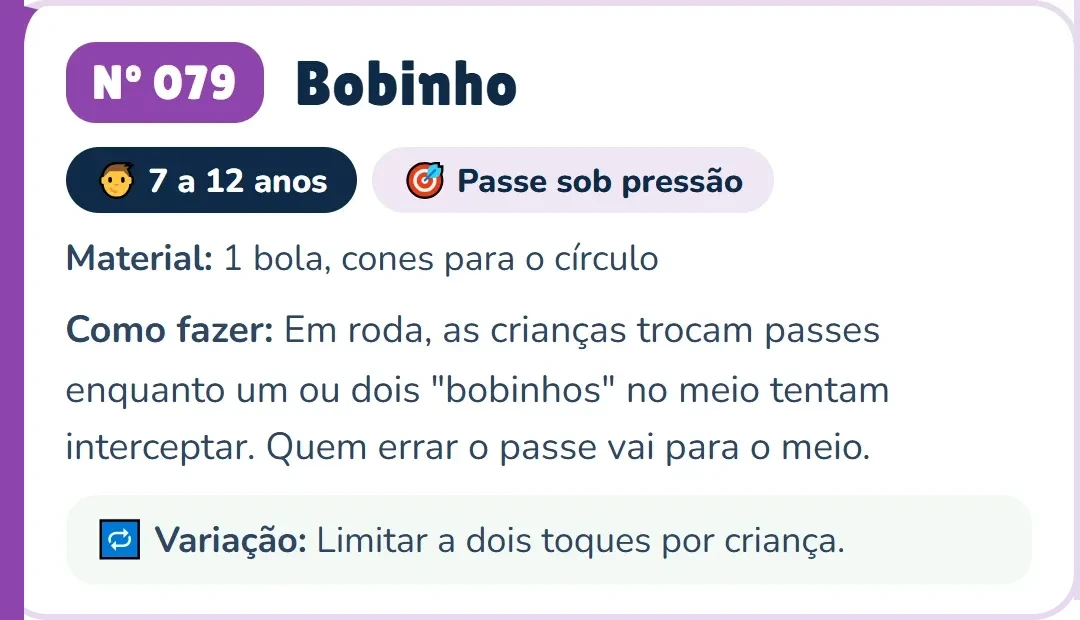 Nº 079 Bobinho
7 a 12 anos Passe sob pressão
Material: 1 bola, cones para o círculo
Como fazer: Em roda, as crianças trocam passes
enquanto um ou dois "bobinhos" no meio tentam
interceptar. Quem errar o passe vai para o meio.
Variação: Limitar a dois toques por criança.